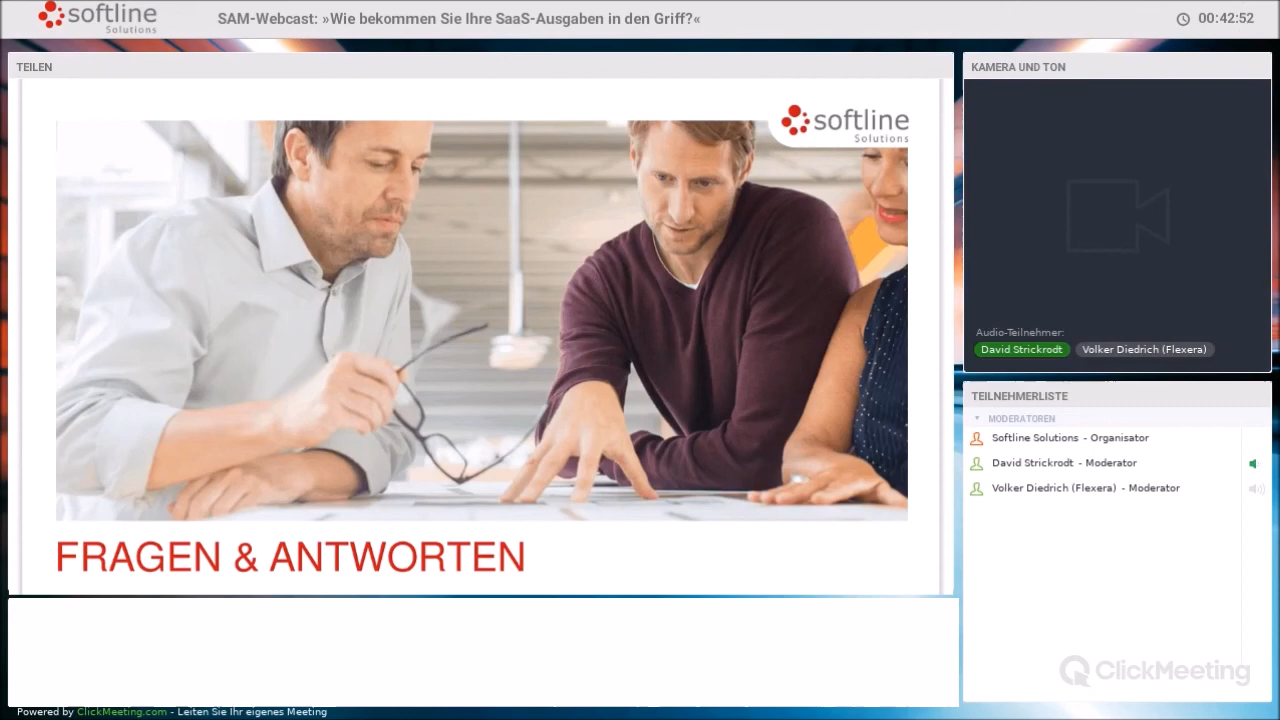 softline
Solutions
SAM-Webcast: »Wie bekommen Sie Ihre SaaS-Ausgaben in den Griff?«
00:42:52
TEILEN
softline
Solutions
FRAGEN & ANTWORTEN
KAMERA UND TON
Audio-Teilnehmer:
David Strickrodt Volker Diedrich (Flexera)
TEILNEHMERLISTE
MODERATOREN
Softline Solutions - Organisator
David Strickrodt - Moderator
Volker Diedrich (Flexera) - Moderator
ClickMeeting
Powered by ClickMeeting.com - Leiten Sie Ihr eigenes Meeting